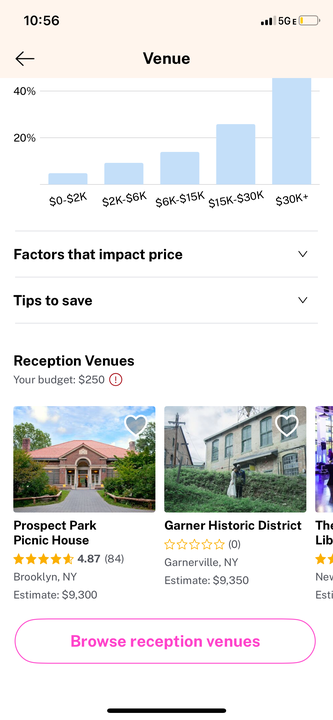 10:56
5G E
Venue
40%
20%
$0-$2K
$2K-$6K
$6K-$15K
$15K-$30K
$30K+
Factors that impact price
Tips to save
Reception Venues
Your budget: $250
Prospect Park
Picnic House
4.87 (84)
Brooklyn, NY
Estimate: $9,300
Garner Historic District
(0)
Garnerville, NY
Estimate: $9,350
The
Lib
New
Esti
Browse reception venues